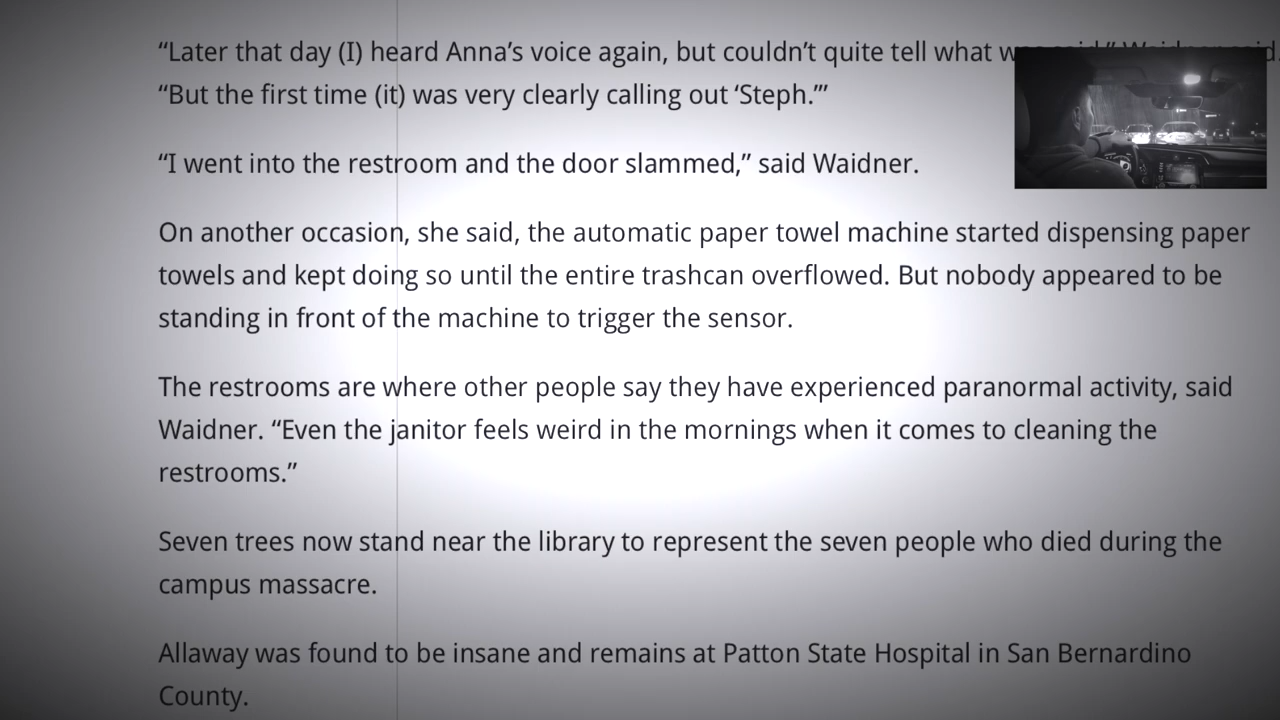 “Later that day (I) heard Anna’s voice again, but couldn’t quite tell what was said,” Waidner said.
“But the first time (it) was very clearly calling out ‘Steph.’”
“I went into the restroom and the door slammed,” said Waidner.
On another occasion, she said, the automatic paper towel machine started dispensing paper
towels and kept doing so until the entire trashcan overflowed. But nobody appeared to be
standing in front of the machine to trigger the sensor.
The restrooms are where other people say they have experienced paranormal activity, said
Waidner. “Even the janitor feels weird in the mornings when it comes to cleaning the
restrooms.”
Seven trees now stand near the library to represent the seven people who died during the
campus massacre.
Allaway was found to be insane and remains at Patton State Hospital in San Bernardino
County.